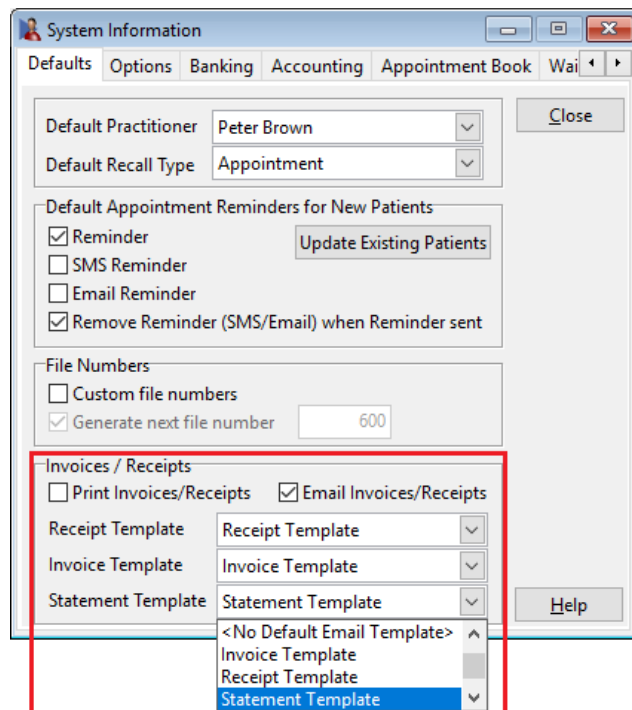 System Information
Defaults Options Banking Accounting Appointment Book Wai
Default Practitioner Peter Brown Close
Default Recall Type Appointment
Default Appointment Reminders for New Patients
Reminder Update Existing Patients
SMS Reminder
Email Reminder
Remove Reminder (SMS/Email) when Reminder sent
File Numbers
Custom file numbers
Generate next file number 600
Invoices / Receipts
Print Invoices/Receipts Email Invoices/Receipts
Receipt Template Receipt Template
Invoice Template Invoice Template
Statement Template Statement Template Help
<No Default Email Template>
Invoice Template
Receipt Template
Statement Template